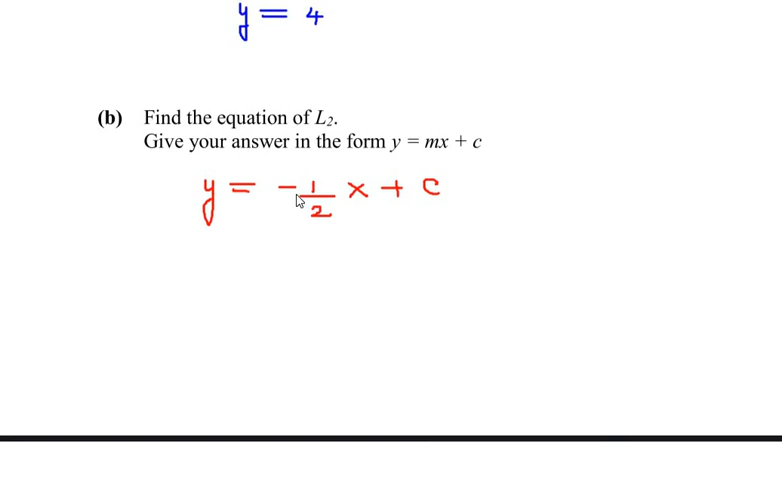 y = 4
(b) Find the equation of L₂.
Give your answer in the form y = mx + c
y = -1/2 x + c